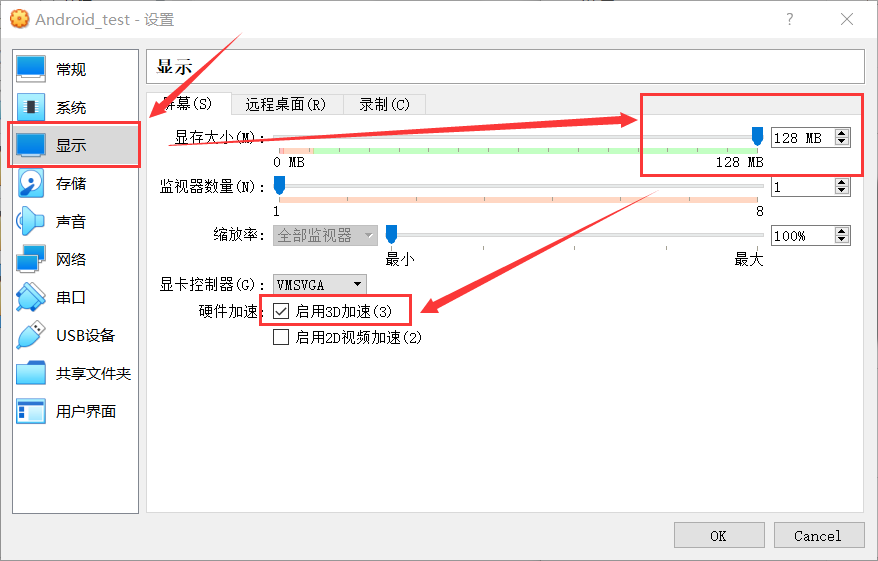 Android_test - 设置
?
常规
系统
显示
存储
声音
网络
串口
USB设备
共享文件夹
用户界面
显示
屏幕(S) 远程桌面(R) 录制(C)
显存大小(M): 128 MB
0 MB 128 MB
监视器数量(N): 1
1 8
缩放率: 全部监视器 100%
最小 最大
显卡控制器(G): VMSVGA
硬件加速: 启用3D加速(3)
启用2D视频加速(2)
OK Cancel